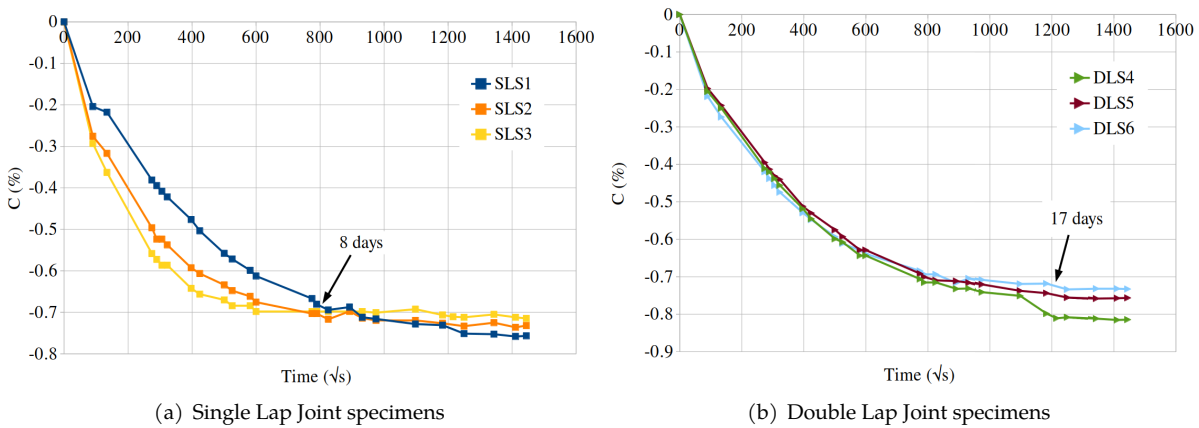 0
0 200 400 600 800 1000 1200 1400 1600
-0.1
-0.2
-0.3
-0.4
-0.5
-0.6
-0.7
-0.8
C (%)
SLS1
SLS2
SLS3
8 days
Time (√s)
(a) Single Lap Joint specimens
0
0 200 400 600 800 1000 1200 1400 1600
-0.1
-0.2
-0.3
-0.4
-0.5
-0.6
-0.7
-0.8
-0.9
C (%)
DLS4
DLS5
DLS6
17 days
Time (√s)
(b) Double Lap Joint specimens